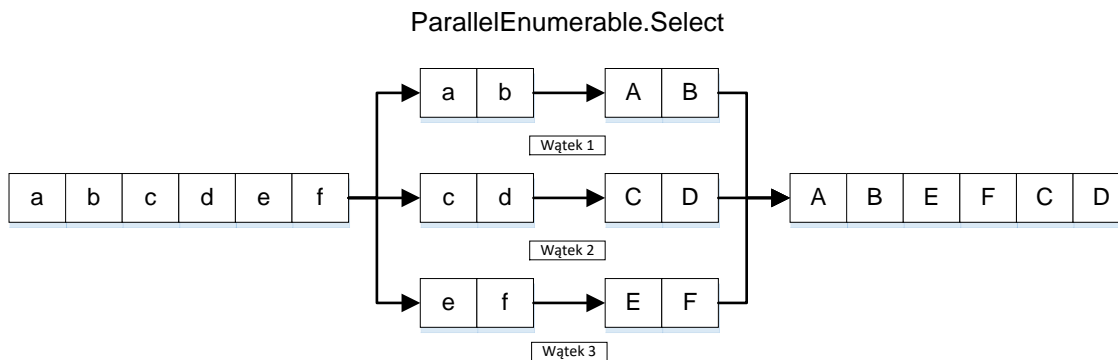 ParallelEnumerable.Select
a b A B
Wątek 1
a b c d e f c d C D A B E F C D
Wątek 2
e f E F
Wątek 3